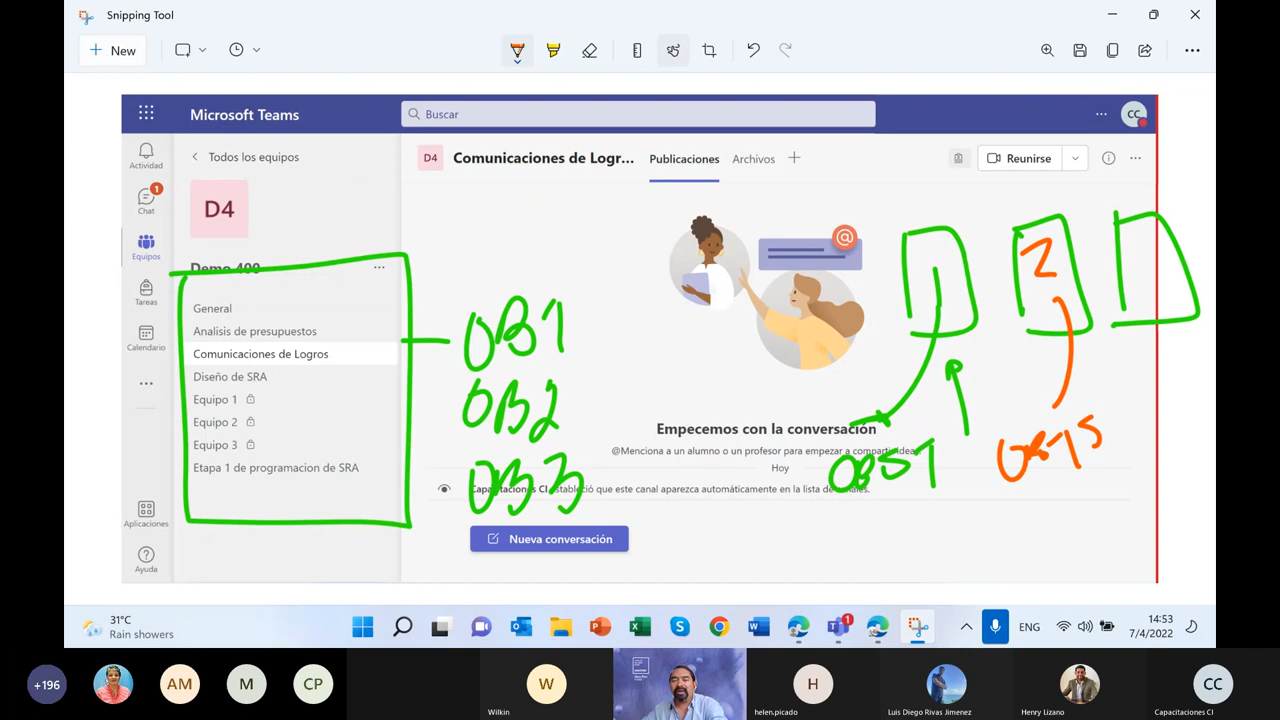 Snipping Tool
New
Microsoft Teams
Buscar
CC
Actividad
Todos los equipos
D4
Comunicaciones de Logr...
Publicaciones
Archivos
Reunirse
1
Chat
D4
@
Equipos
Demo 400
2
Tareas
General
Analisis de presupuestos
OB1
Calendario
Comunicaciones de Logros
Diseño de SRA
Equipo 1
OB2
Equipo 2
Empecemos con la conversación
Equipo 3
@Menciona a un alumno o un profesor para empezar a compartir ideas.
Etapa 1 de programacion de SRA
Hoy
OB3
Capacitaciones CI estableció que este canal aparezca automáticamente en la lista de canales.
Aplicaciones
Nueva conversación
Ayuda
31°C
Rain showers
1
ENG
14:53
7/4/2022
+196
AM
M
CP
W
H
CC
Wilkin
helen.picado
Luis Diego Rivas Jimenez
Henry Lizano
Capacitaciones CI